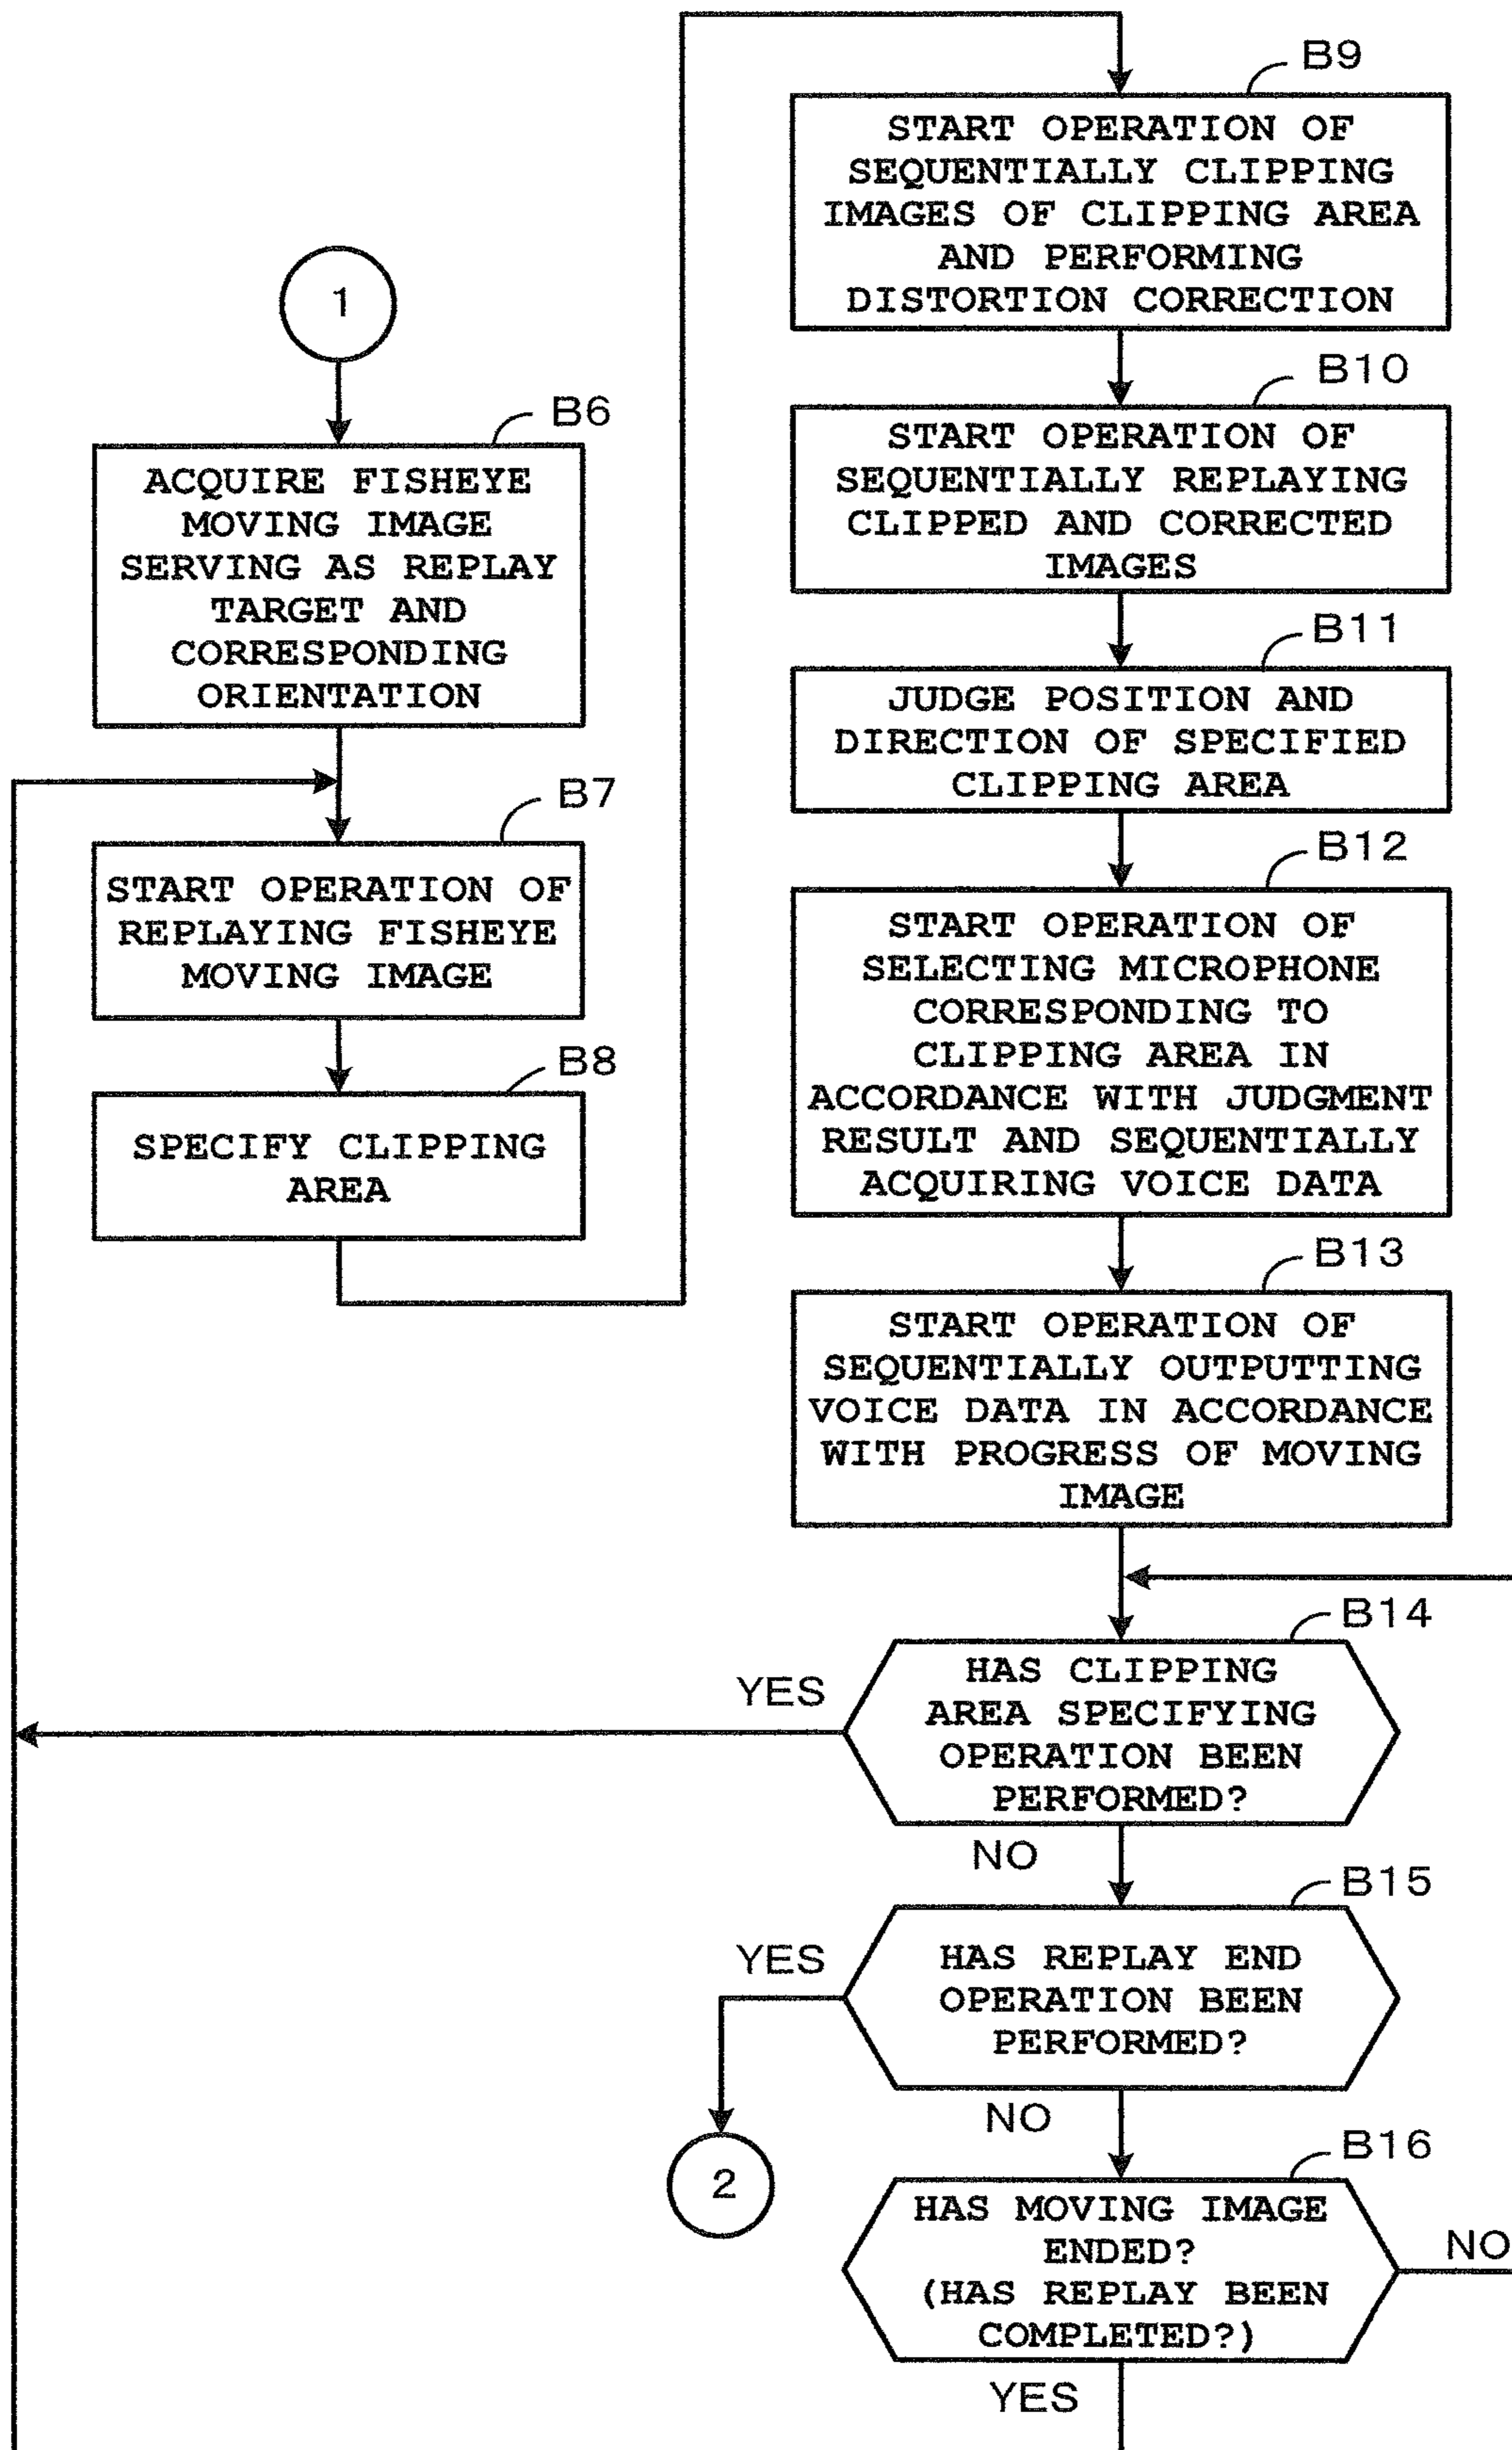 1
B6
ACQUIRE FISHEYE
MOVING IMAGE
SERVING AS REPLAY
TARGET AND
CORRESPONDING
ORIENTATION
B7
START OPERATION OF
REPLAYING FISHEYE
MOVING IMAGE
B8
SPECIFY CLIPPING
AREA
B9
START OPERATION OF
SEQUENTIALLY CLIPPING
IMAGES OF CLIPPING AREA
AND PERFORMING
DISTORTION CORRECTION
B10
START OPERATION OF
SEQUENTIALLY REPLAYING
CLIPPED AND CORRECTED
IMAGES
B11
JUDGE POSITION AND
DIRECTION OF SPECIFIED
CLIPPING AREA
B12
START OPERATION OF
SELECTING MICROPHONE
CORRESPONDING TO
CLIPPING AREA IN
ACCORDANCE WITH JUDGMENT
RESULT AND SEQUENTIALLY
ACQUIRING VOICE DATA
B13
START OPERATION OF
SEQUENTIALLY OUTPUTTING
VOICE DATA IN ACCORDANCE
WITH PROGRESS OF MOVING
IMAGE
B14
HAS CLIPPING
AREA SPECIFYING
OPERATION BEEN
PERFORMED?
YES
NO
B15
HAS REPLAY END
OPERATION BEEN
PERFORMED?
YES
2
NO
B16
HAS MOVING IMAGE
ENDED?
(HAS REPLAY BEEN
COMPLETED?)
NO
YES